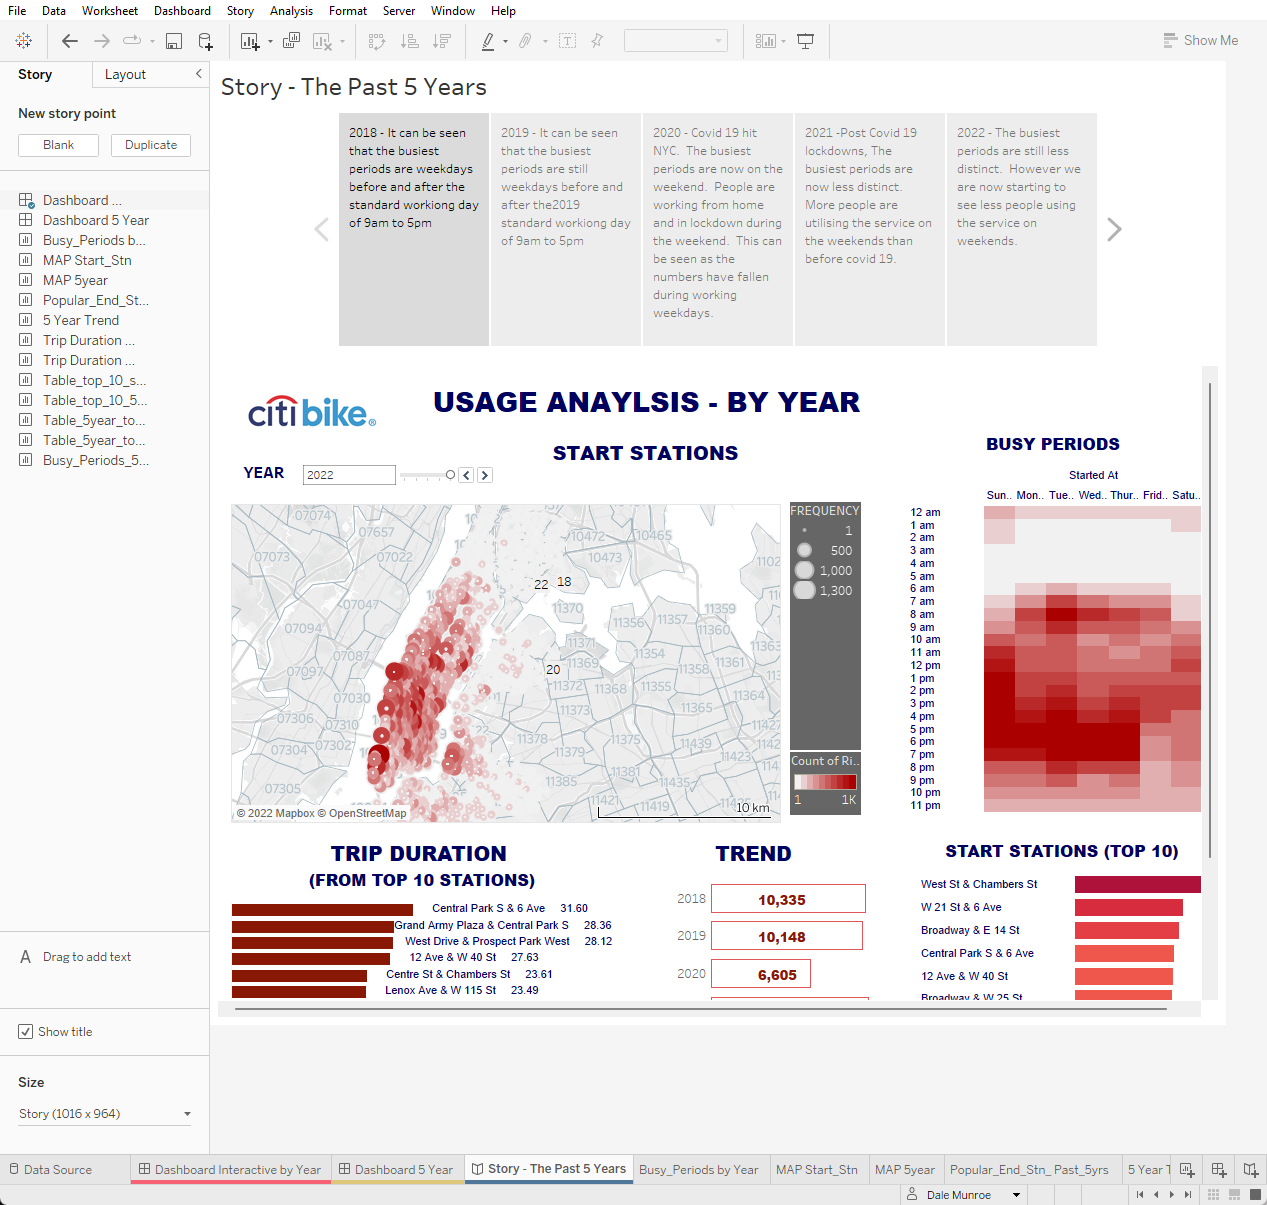 File Data Worksheet Dashboard Story Analysis Format Server Window Help
Show Me
Story Layout
New story point
Blank Duplicate
Dashboard ...
Dashboard 5 Year
Busy_Periods b...
MAP Start_Stn
MAP 5year
Popular_End_St...
5 Year Trend
Trip Duration ...
Trip Duration ...
Table_top_10_s...
Table_top_10_5...
Table_5year_to...
Table_5year_to...
Busy_Periods_5...
Drag to add text
Show title
Size
Story (1016 x 964)
Story - The Past 5 Years
2018 - It can be seen
that the busiest
periods are weekdays
before and after the
standard workiong day
of 9am to 5pm
2019 - It can be seen
that the busiest
periods are still
weekdays before and
after the2019
standard workiong day
of 9am to 5pm
2020 - Covid 19 hit
NYC. The busiest
periods are now on the
weekend. People are
working from home
and in lockdown during
the weekend. This can
be seen as the
numbers have fallen
during working
weekdays.
2021 -Post Covid 19
lockdowns, The
busiest periods are
now less distinct.
More people are
utilising the service on
the weekends than
before covid 19.
2022 - The busiest
periods are still less
distinct. However we
are now starting to
see less people using
the service on
weekends.
citi bike®
USAGE ANAYLSIS - BY YEAR
START STATIONS
YEAR 2022
07074
07657
07073
07022
07047
07094
07087
07097
07030
07306
07310
07304
07302
07305
10472
10465
10473
1102
22 18
11370
11359
11356
11357
11360
11371
11363
11354
11369
11361
11358
20
11372
11368
11355
11364
11365
11427
11378
11375
11439
11423
11379
11381
11385
11435
11421
11419
© 2022 Mapbox © OpenStreetMap
10 km
FREQUENCY
1
500
1,000
1,300
Count of Ri..
1 1K
BUSY PERIODS
Started At
Sun.. Mon.. Tue.. Wed.. Thur.. Frid.. Satu..
12 am
1 am
2 am
3 am
4 am
5 am
6 am
7 am
8 am
9 am
10 am
11 am
12 pm
1 pm
2 pm
3 pm
4 pm
5 pm
6 pm
7 pm
8 pm
9 pm
10 pm
11 pm
TRIP DURATION
(FROM TOP 10 STATIONS)
Central Park S & 6 Ave 31.60
Grand Army Plaza & Central Park S 28.36
West Drive & Prospect Park West 28.12
12 Ave & W 40 St 27.63
Centre St & Chambers St 23.61
Lenox Ave & W 115 St 23.49
TREND
2018 10,335
2019 10,148
2020 6,605
START STATIONS (TOP 10)
West St & Chambers St
W 21 St & 6 Ave
Broadway & E 14 St
Central Park S & 6 Ave
12 Ave & W 40 St
Broadway & W 25 St
Data Source Dashboard Interactive by Year Dashboard 5 Year Story - The Past 5 Years Busy_Periods by Year MAP Start_Stn MAP 5year Popular_End_Stn_ Past_5yrs 5 Year T
Dale Munroe